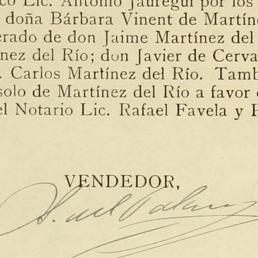 co Lic. Antonio Jáuregui por los
doña Bárbara Vinent de Martín
erado de don Jaime Martínez del
nez del Río; don Javier de Cerva
. Carlos Martínez del Río. Tamb
solo de Martínez del Río a favor d
el Notario Lic. Rafael Favela y P
VENDEDOR,